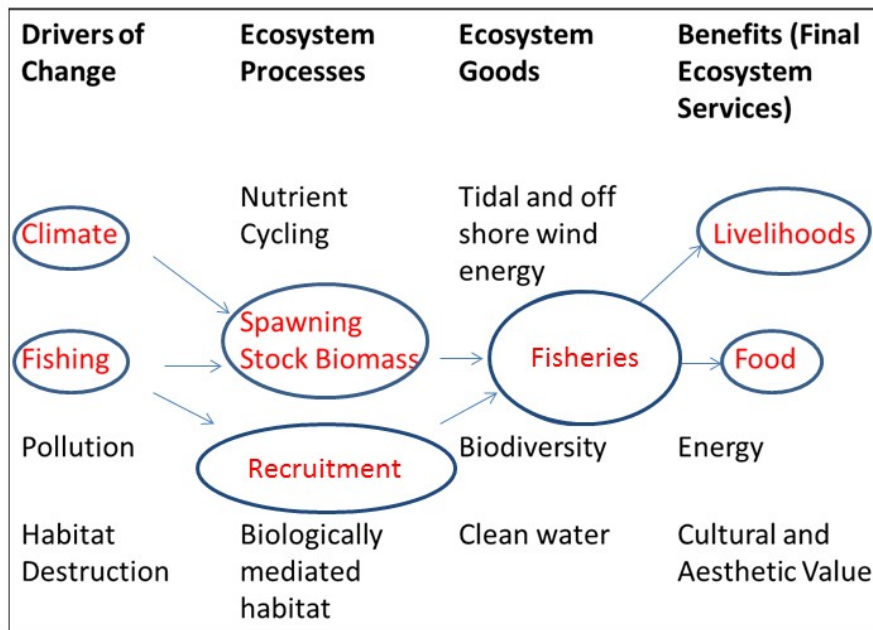 Drivers of
Change
Ecosystem
Processes
Ecosystem
Goods
Benefits (Final
Ecosystem
Services)
Climate
Fishing
Pollution
Habitat
Destruction
Nutrient
Cycling
Spawning
Stock Biomass
Recruitment
Biologically
mediated
habitat
Tidal and off
shore wind
energy
Fisheries
Biodiversity
Clean water
Livelihoods
Food
Energy
Cultural and
Aesthetic Value